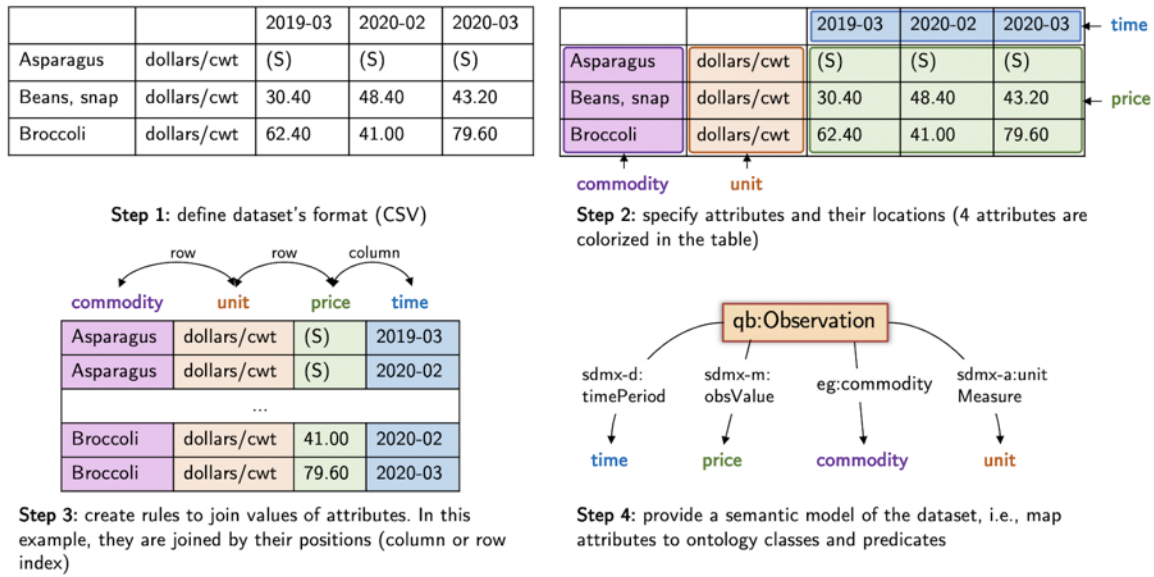 2019-03 2020-02 2020-03
Asparagus dollars/cwt (S) (S) (S)
Beans, snap dollars/cwt 30.40 48.40 43.20
Broccoli dollars/cwt 62.40 41.00 79.60
Step 1: define dataset's format (CSV)
2019-03 2020-02 2020-03 time
Asparagus dollars/cwt (S) (S) (S)
Beans, snap dollars/cwt 30.40 48.40 43.20 price
Broccoli dollars/cwt 62.40 41.00 79.60
commodity unit
Step 2: specify attributes and their locations (4 attributes are
colorized in the table)
row row column
commodity unit price time
Asparagus dollars/cwt (S) 2019-03
Asparagus dollars/cwt (S) 2020-02
...
Broccoli dollars/cwt 41.00 2020-02
Broccoli dollars/cwt 79.60 2020-03
Step 3: create rules to join values of attributes. In this
example, they are joined by their positions (column or row
index)
qb:Observation
sdmx-d:
timePeriod
sdmx-m:
obsValue
eg:commodity
sdmx-a:unit
Measure
time price commodity unit
Step 4: provide a semantic model of the dataset, i.e., map
attributes to ontology classes and predicates